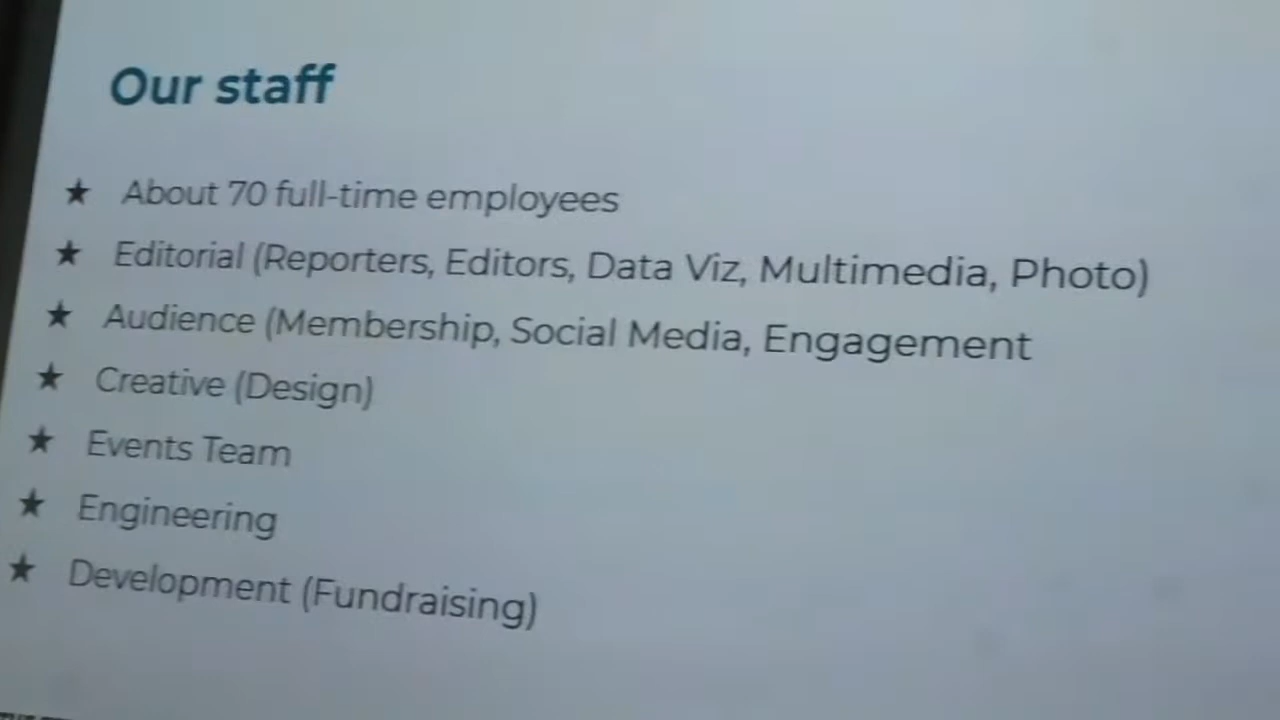 Our staff
★ About 70 full-time employees
★ Editorial (Reporters, Editors, Data Viz, Multimedia, Photo)
★ Audience (Membership, Social Media, Engagement
★ Creative (Design)
★ Events Team
★ Engineering
★ Development (Fundraising)